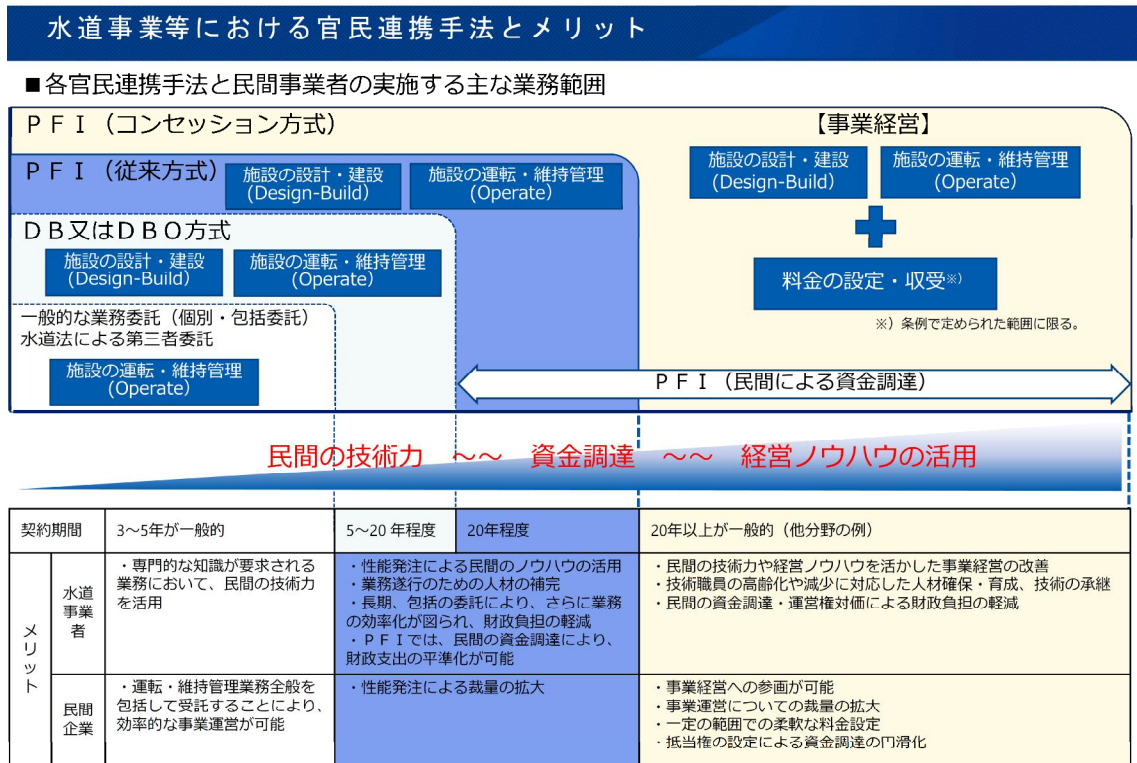 水道事業等における官民連携手法とメリット
■各官民連携手法と民間事業者の実施する主な業務範囲
ＰＦＩ（コンセッション方式）
【事業経営】
施設の設計・建設
(Design-Build)
施設の運転・維持管理
(Operate)
料金の設定・収受※)
※）条例で定められた範囲に限る。
ＰＦＩ（従来方式）
施設の設計・建設
(Design-Build)
施設の運転・維持管理
(Operate)
ＤＢ又はＤＢＯ方式
施設の設計・建設
(Design-Build)
施設の運転・維持管理
(Operate)
一般的な業務委託（個別・包括委託）
水道法による第三者委託
施設の運転・維持管理
(Operate)
ＰＦＩ（民間による資金調達）
民間の技術力　～～　資金調達　～～　経営ノウハウの活用
契約期間
3～5年が一般的
5～20 年程度
20年程度
20年以上が一般的（他分野の例）
メリット
水道
事業
者
・専門的な知識が要求される
業務において、民間の技術力
を活用
・性能発注による民間のノウハウの活用
・業務遂行のための人材の補完
・長期、包括の委託により、さらに業務
の効率化が図られ、財政負担の軽減
・ＰＦＩでは、民間の資金調達により、
財政支出の平準化が可能
・民間の技術力や経営ノウハウを活かした事業経営の改善
・技術職員の高齢化や減少に対応した人材確保・育成、技術の承継
・民間の資金調達・運営権対価による財政負担の軽減
民間
企業
・運転・維持管理業務全般を
包括して受託することにより、
効率的な事業運営が可能
・性能発注による裁量の拡大
・事業経営への参画が可能
・事業運営についての裁量の拡大
・一定の範囲での柔軟な料金設定
・抵当権の設定による資金調達の円滑化